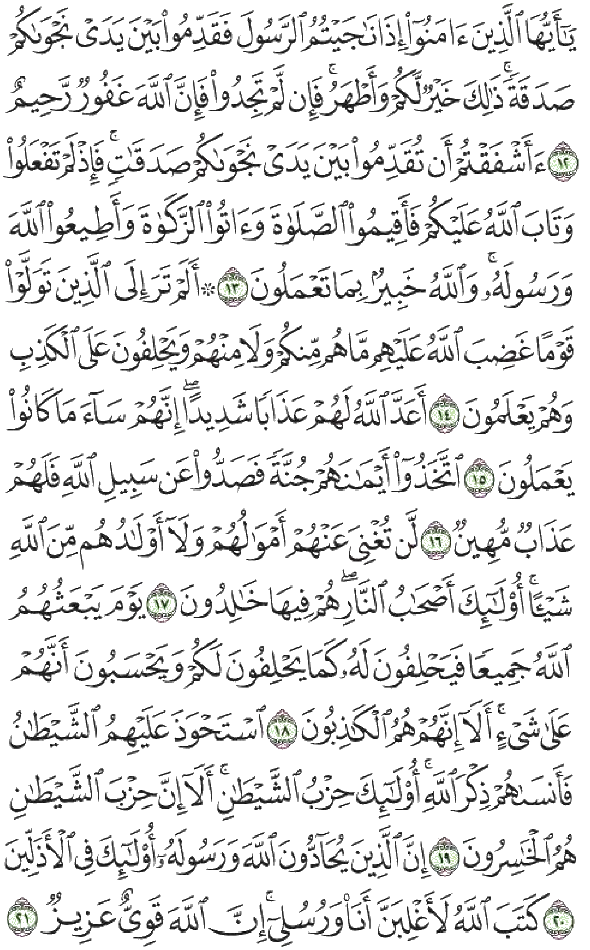 يَٰٓأَيُّهَا ٱلَّذِينَ ءَامَنُوٓا۟ إِذَا نَٰجَيْتُمُ ٱلرَّسُولَ فَقَدِّمُوا۟ بَيْنَ يَدَىْ نَجْوَىٰكُمْ
صَدَقَةً ۚ ذَٰلِكَ خَيْرٌ لَّكُمْ وَأَطْهَرُ ۚ فَإِن لَّمْ تَجِدُوا۟ فَإِنَّ ٱللَّهَ غَفُورٌ رَّحِيمٌ
١٢ ءَأَشْفَقْتُمْ أَن تُقَدِّمُوا۟ بَيْنَ يَدَىْ نَجْوَىٰكُمْ صَدَقَٰتٍ ۚ فَإِذْ لَمْ تَفْعَلُوا۟
وَتَابَ ٱللَّهُ عَلَيْكُمْ فَأَقِيمُوا۟ ٱلصَّلَوٰةَ وَءَاتُوا۟ ٱلزَّكَوٰةَ وَأَطِيعُوا۟ ٱللَّهَ
وَرَسُولَهُۥ ۚ وَٱللَّهُ خَبِيرٌۢ بِمَا تَعْمَلُونَ ١٣ ۞ أَلَمْ تَرَ إِلَى ٱلَّذِينَ تَوَلَّوْا۟
قَوْمًا غَضِبَ ٱللَّهُ عَلَيْهِم مَّا هُم مِّنكُمْ وَلَا مِنْهُمْ وَيَحْلِفُونَ عَلَى ٱلْكَذِبِ
وَهُمْ يَعْلَمُونَ ١٤ أَعَدَّ ٱللَّهُ لَهُمْ عَذَابًا شَدِيدًا ۖ إِنَّهُمْ سَآءَ مَا كَانُوا۟
يَعْمَلُونَ ١٥ ٱتَّخَذُوٓا۟ أَيْمَٰنَهُمْ جُنَّةً فَصَدُّوا۟ عَن سَبِيلِ ٱللَّهِ فَلَهُمْ
عَذَابٌ مُّهِينٌ ١٦ لَّن تُغْنِىَ عَنْهُمْ أَمْوَٰلُهُمْ وَلَآ أَوْلَٰدُهُم مِّنَ ٱللَّهِ
شَيْـًٔا ۚ أُو۟لَٰٓئِكَ أَصْحَٰبُ ٱلنَّارِ ۖ هُمْ فِيهَا خَٰلِدُونَ ١٧ يَوْمَ يَبْعَثُهُمُ
ٱللَّهُ جَمِيعًا فَيَحْلِفُونَ لَهُۥ كَمَا يَحْلِفُونَ لَكُمْ وَيَحْسَبُونَ أَنَّهُمْ
عَلَىٰ شَىْءٍ ۚ أَلَآ إِنَّهُمْ هُمُ ٱلْكَٰذِبُونَ ١٨ ٱسْتَحْوَذَ عَلَيْهِمُ ٱلشَّيْطَٰنُ
فَأَنسَىٰهُمْ ذِكْرَ ٱللَّهِ ۚ أُو۟لَٰٓئِكَ حِزْبُ ٱلشَّيْطَٰنِ ۚ أَلَآ إِنَّ حِزْبَ ٱلشَّيْطَٰنِ
هُمُ ٱلْخَٰسِرُونَ ١٩ إِنَّ ٱلَّذِينَ يُحَآدُّونَ ٱللَّهَ وَرَسُولَهُۥٓ أُو۟لَٰٓئِكَ فِى ٱلْأَذَلِّينَ
٢٠ كَتَبَ ٱللَّهُ لَأَغْلِبَنَّ أَنَا۠ وَرُسُلِىٓ ۚ إِنَّ ٱللَّهَ قَوِىٌّ عَزِيزٌ ٢١